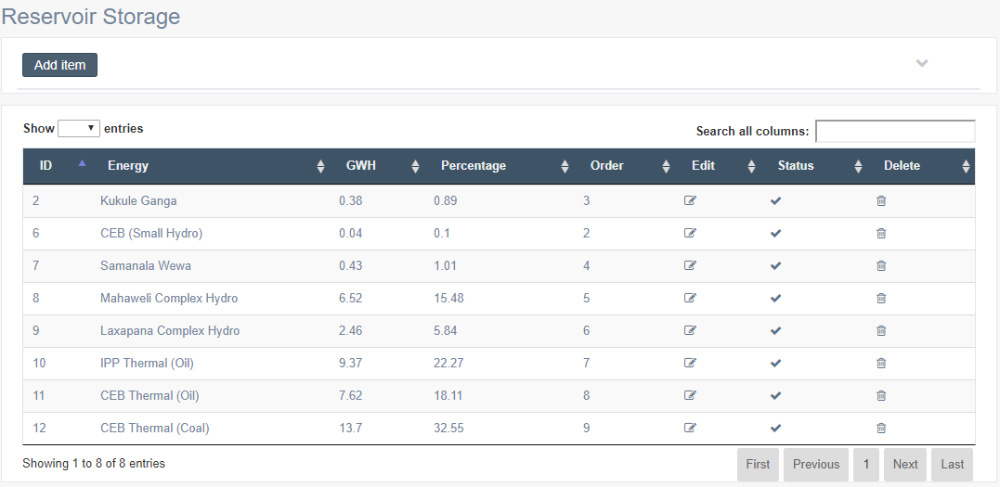 Reservoir Storage
Add item
Show entries
Search all columns:
ID Energy GWH Percentage Order Edit Status Delete
2 Kukule Ganga 0.38 0.89 3
6 CEB (Small Hydro) 0.04 0.1 2
7 Samanala Wewa 0.43 1.01 4
8 Mahaweli Complex Hydro 6.52 15.48 5
9 Laxapana Complex Hydro 2.46 5.84 6
10 IPP Thermal (Oil) 9.37 22.27 7
11 CEB Thermal (Oil) 7.62 18.11 8
12 CEB Thermal (Coal) 13.7 32.55 9
Showing 1 to 8 of 8 entries
First Previous 1 Next Last